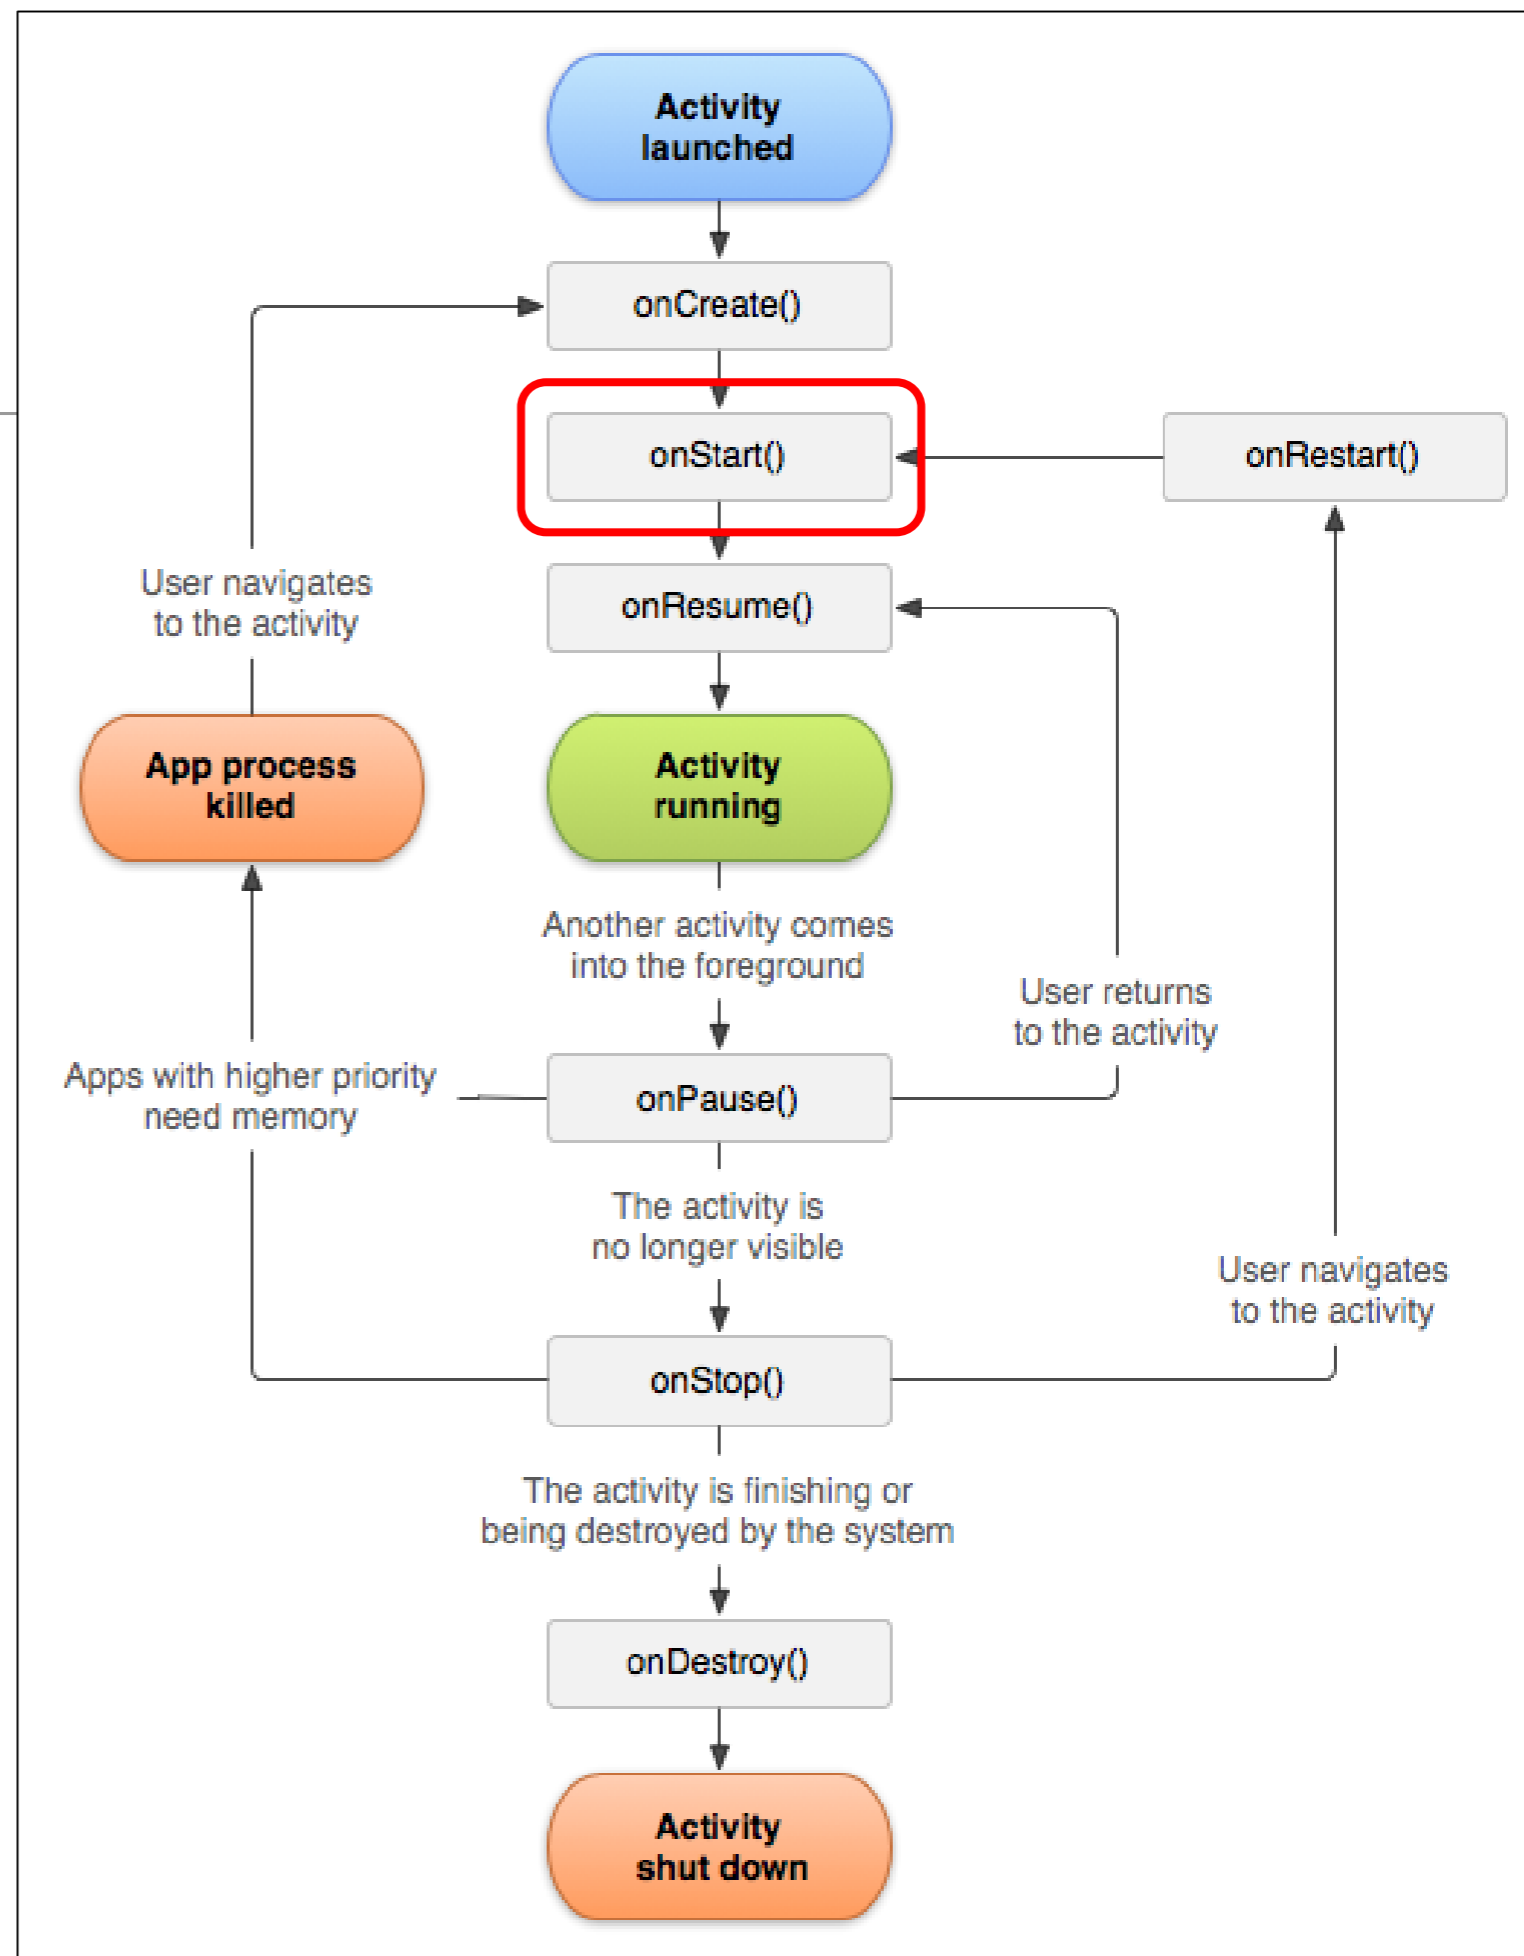 Activity
launched
onCreate()
onStart()
onRestart()
User navigates
to the activity
onResume()
App process
killed
Activity
running
Another activity comes
into the foreground
User returns
to the activity
Apps with higher priority
need memory
onPause()
The activity is
no longer visible
User navigates
to the activity
onStop()
The activity is finishing or
being destroyed by the system
onDestroy()
Activity
shut down